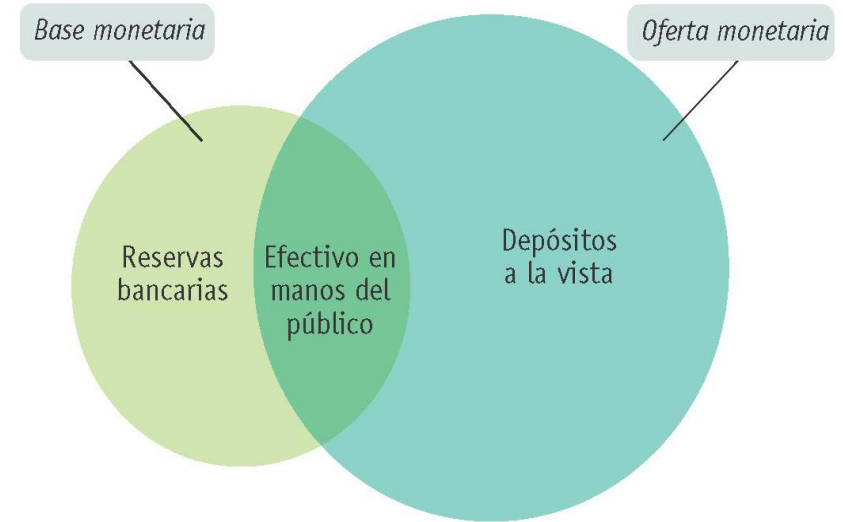 Base monetaria
Oferta monetaria
Reservas
bancarias
Efectivo en
manos del
público
Depósitos
a la vista